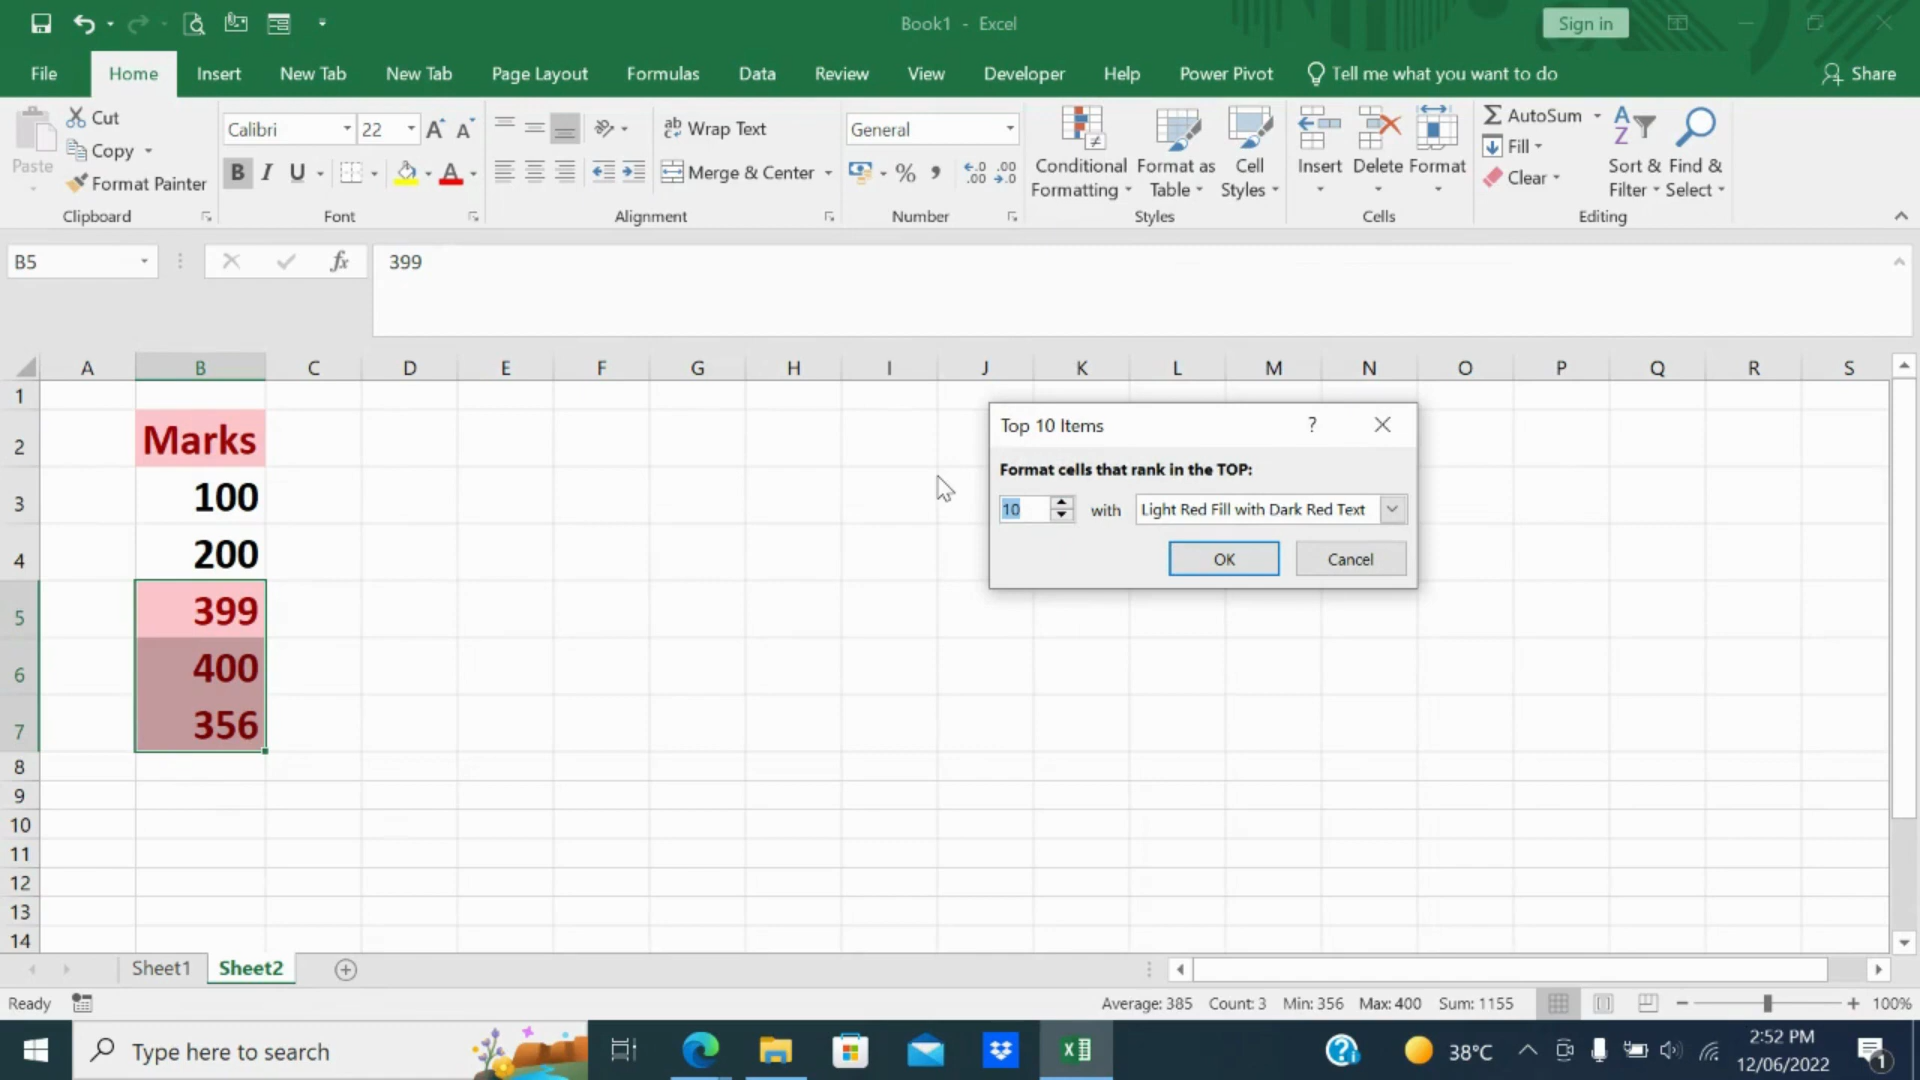 Book1 - Excel
Sign in
File Home Insert New Tab New Tab Page Layout Formulas Data Review View Developer Help Power Pivot Tell me what you want to do Share
Paste
Cut
Copy
Format Painter
Clipboard
Calibri 22 A A
B I U A
Font
Wrap Text
Merge & Center
Alignment
General
% , .0 .00 .00 .0
Number
Conditional Formatting
Format as Table
Cell Styles
Styles
Insert Delete Format
Cells
AutoSum
Fill
Clear
Sort & Filter
Find & Select
Editing
B5 fx 399
A B C D E F G H I J K L M N O P Q R S
1
2 Marks
3 100
4 200
5 399
6 400
7 356
8
9
10
11
12
13
14
Top 10 Items ?
Format cells that rank in the TOP:
10 with Light Red Fill with Dark Red Text
OK Cancel
Sheet1 Sheet2
Ready Average: 385 Count: 3 Min: 356 Max: 400 Sum: 1155 100%
Type here to search
38°C
2:52 PM
12/06/2022
1